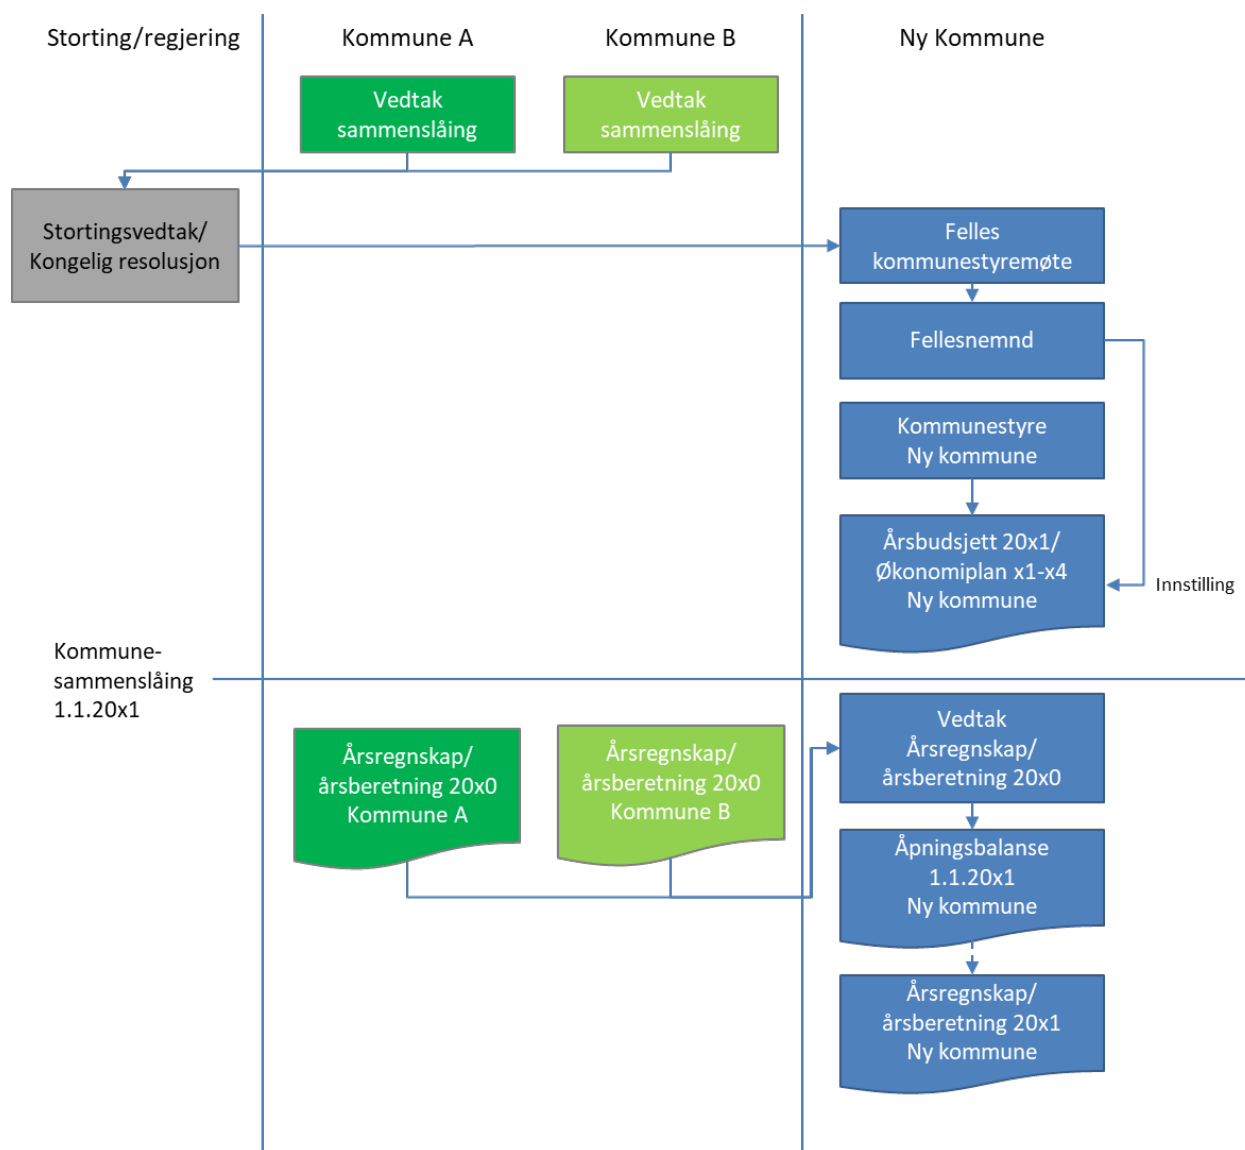 Storting/regjering
Kommune A
Kommune B
Ny Kommune
Vedtak
sammenslåing
Vedtak
sammenslåing
Stortingsvedtak/
Kongelig resolusjon
Felles
kommunestyremøte
Fellesnemnd
Kommunestyre
Ny kommune
Årsbudsjett 20x1/
Økonomiplan x1-x4
Ny kommune
Innstilling
Kommune-
sammenslåing
1.1.20x1
Årsregnskap/
årsberetning 20x0
Kommune A
Årsregnskap/
årsberetning 20x0
Kommune B
Vedtak
Årsregnskap/
årsberetning 20x0
Åpningsbalanse
1.1.20x1
Ny kommune
Årsregnskap/
årsberetning 20x1
Ny kommune